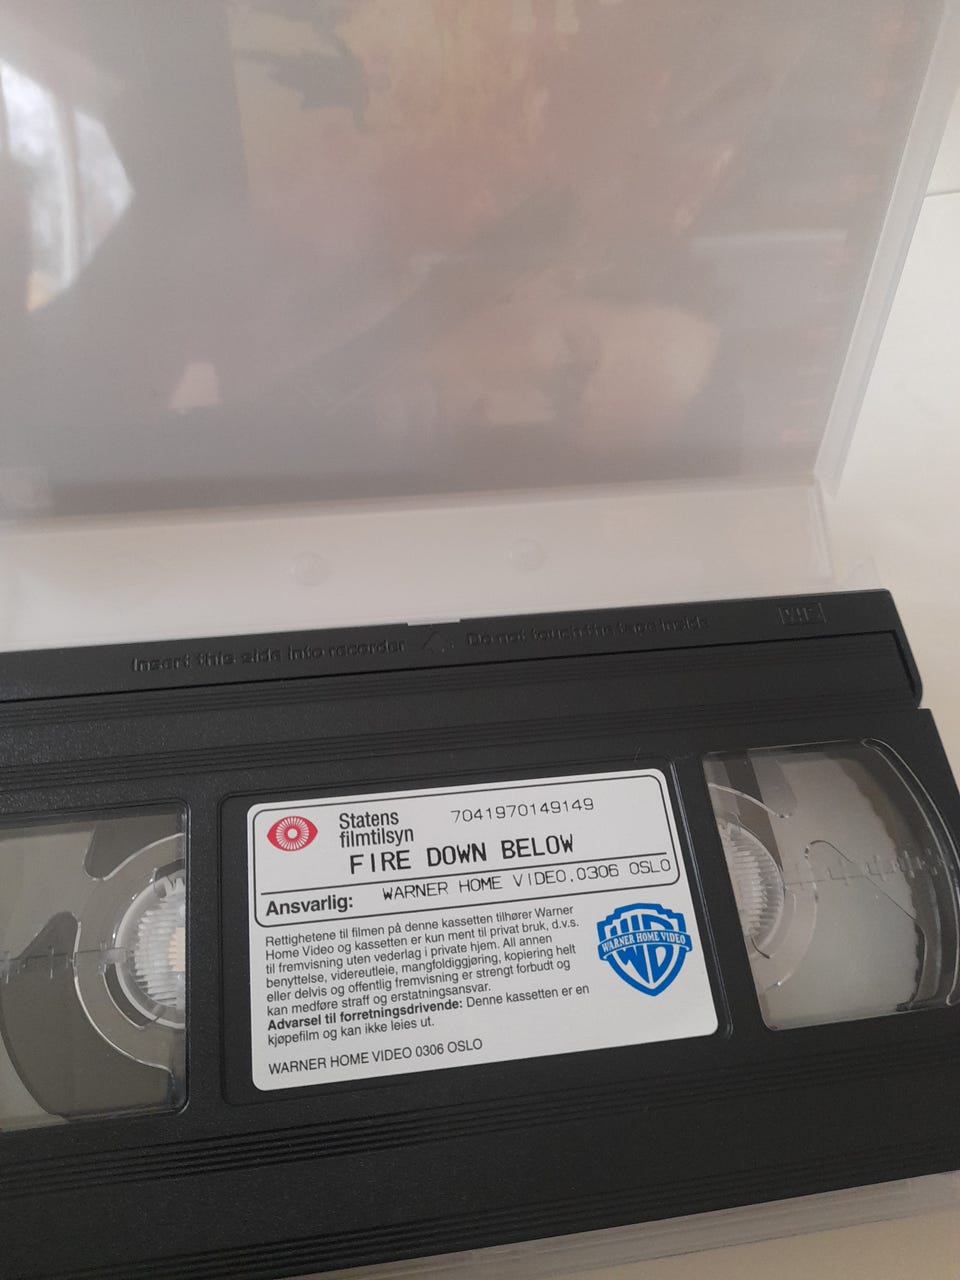 Insert this side into recorder
Do not touch the tape inside
VHS
Statens
filmtilsyn
7041970149149
FIRE DOWN BELOW
Ansvarlig: WARNER HOME VIDEO.0306 OSLO
Rettighetene til filmen på denne kassetten tilhører Warner
Home Video og kassetten er kun ment til privat bruk, d.v.s.
til fremvisning uten vederlag i private hjem. All annen
benyttelse, videreutleie, mangfoldiggjøring, kopiering helt
eller delvis og offentlig fremvisning er strengt forbudt og
kan medføre straff og erstatningsansvar.
Advarsel til forretningsdrivende: Denne kassetten er en
kjøpefilm og kan ikke leies ut.
WARNER HOME VIDEO 0306 OSLO
WARNER HOME VIDEO